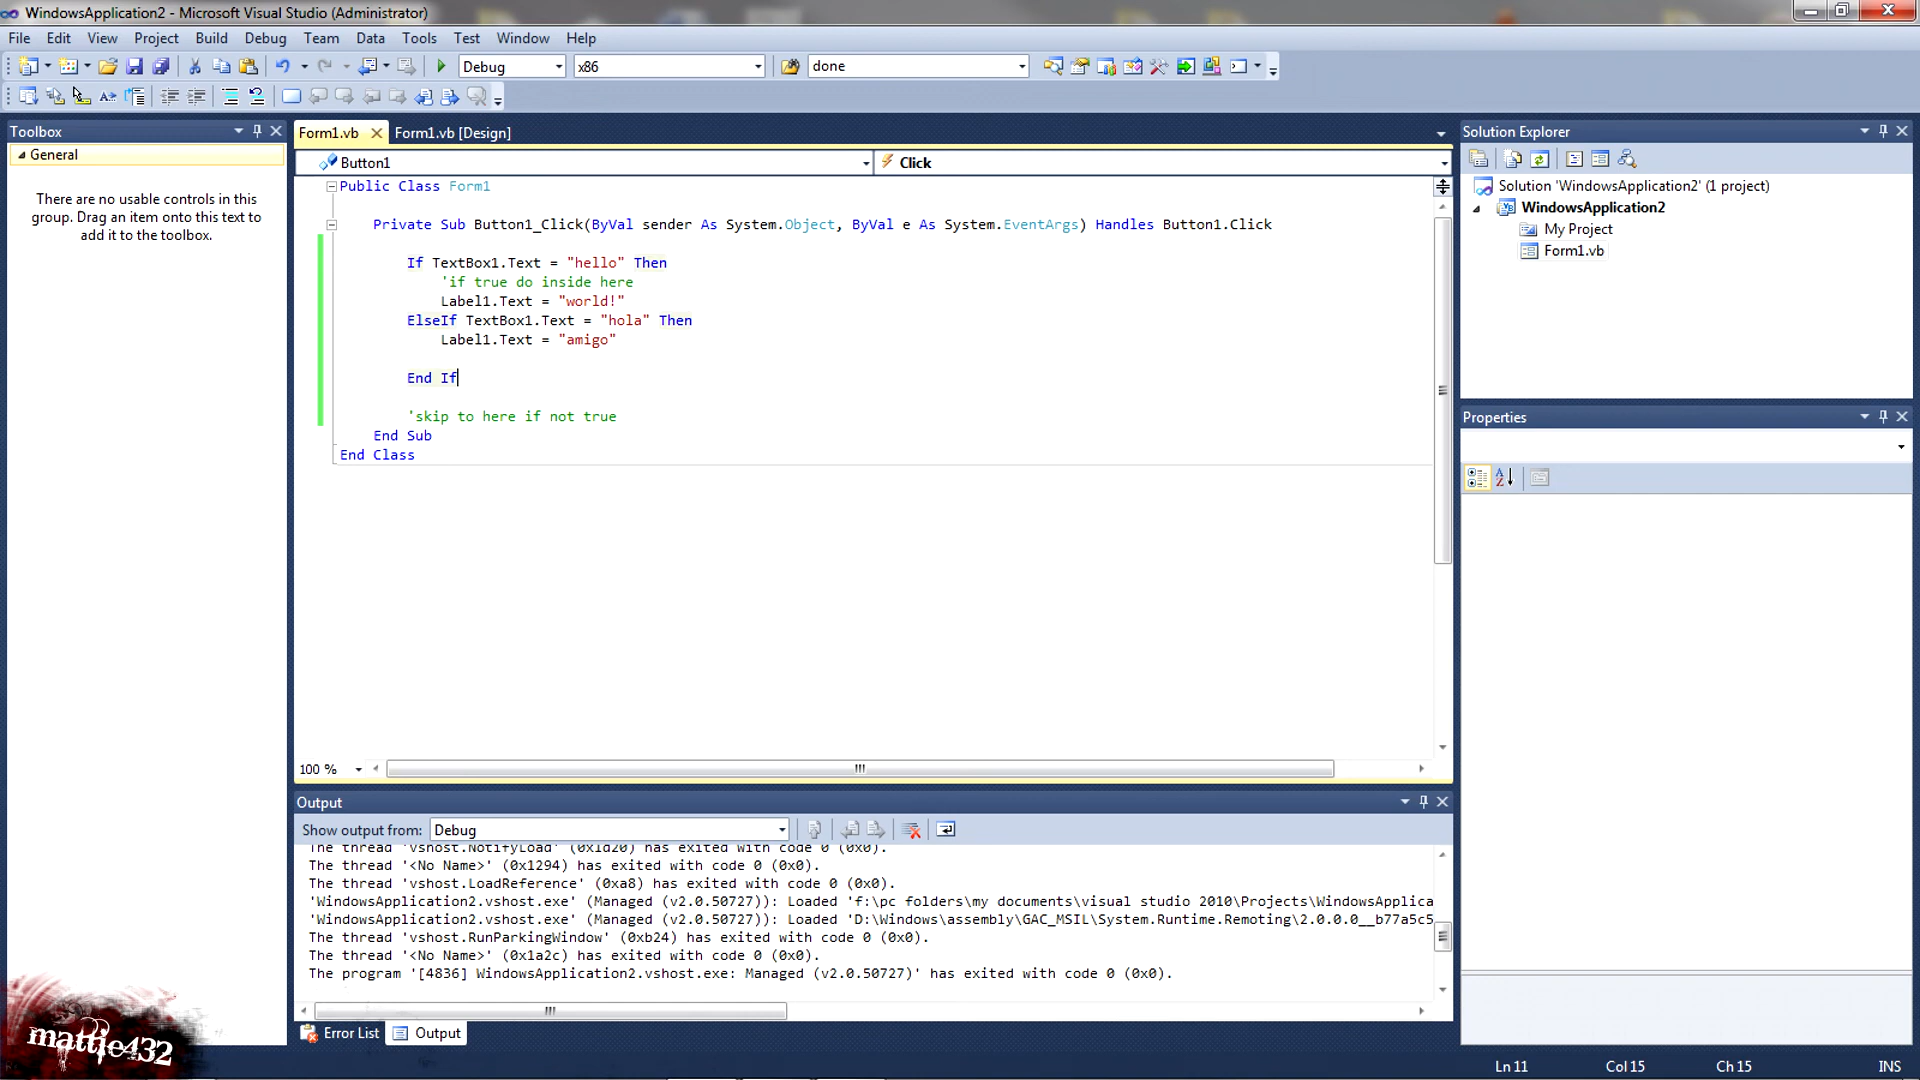 WindowsApplication2 - Microsoft Visual Studio (Administrator)
File Edit View Project Build Debug Team Data Tools Test Window Help
Debug x86 done
Toolbox
General
There are no usable controls in this
group. Drag an item onto this text to
add it to the toolbox.
Form1.vb Form1.vb [Design]
Button1 Click
Public Class Form1
Private Sub Button1_Click(ByVal sender As System.Object, ByVal e As System.EventArgs) Handles Button1.Click
If TextBox1.Text = "hello" Then
'if true do inside here
Label1.Text = "world!"
ElseIf TextBox1.Text = "hola" Then
Label1.Text = "amigo"
End If
'skip to here if not true
End Sub
End Class
100 %
Output
Show output from: Debug
The thread 'vshost.NotifyLoad' (0x1d20) has exited with code 0 (0x0).
The thread '<No Name>' (0x1294) has exited with code 0 (0x0).
The thread 'vshost.LoadReference' (0xa8) has exited with code 0 (0x0).
'WindowsApplication2.vshost.exe' (Managed (v2.0.50727)): Loaded 'f:\pc folders\my documents\visual studio 2010\Projects\WindowsApplica
'WindowsApplication2.vshost.exe' (Managed (v2.0.50727)): Loaded 'D:\Windows\assembly\GAC_MSIL\System.Runtime.Remoting\2.0.0.0__b77a5c5
The thread 'vshost.RunParkingWindow' (0xb24) has exited with code 0 (0x0).
The thread '<No Name>' (0x1a2c) has exited with code 0 (0x0).
The program '[4836] WindowsApplication2.vshost.exe: Managed (v2.0.50727)' has exited with code 0 (0x0).
Error List Output
Solution Explorer
Solution 'WindowsApplication2' (1 project)
WindowsApplication2
My Project
Form1.vb
Properties
mattie432
Ln 11 Col 15 Ch 15 INS